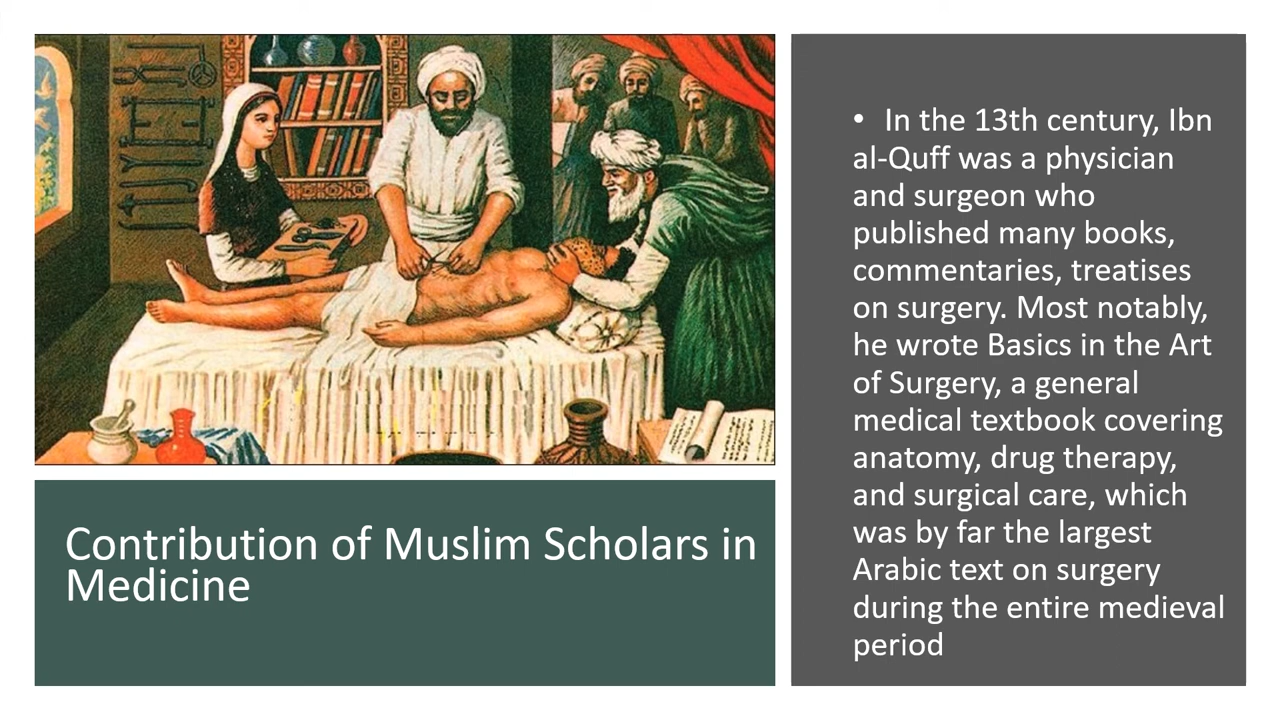 Contribution of Muslim Scholars in
Medicine
• In the 13th century, Ibn
al-Quff was a physician
and surgeon who
published many books,
commentaries, treatises
on surgery. Most notably,
he wrote Basics in the Art
of Surgery, a general
medical textbook covering
anatomy, drug therapy,
and surgical care, which
was by far the largest
Arabic text on surgery
during the entire medieval
period